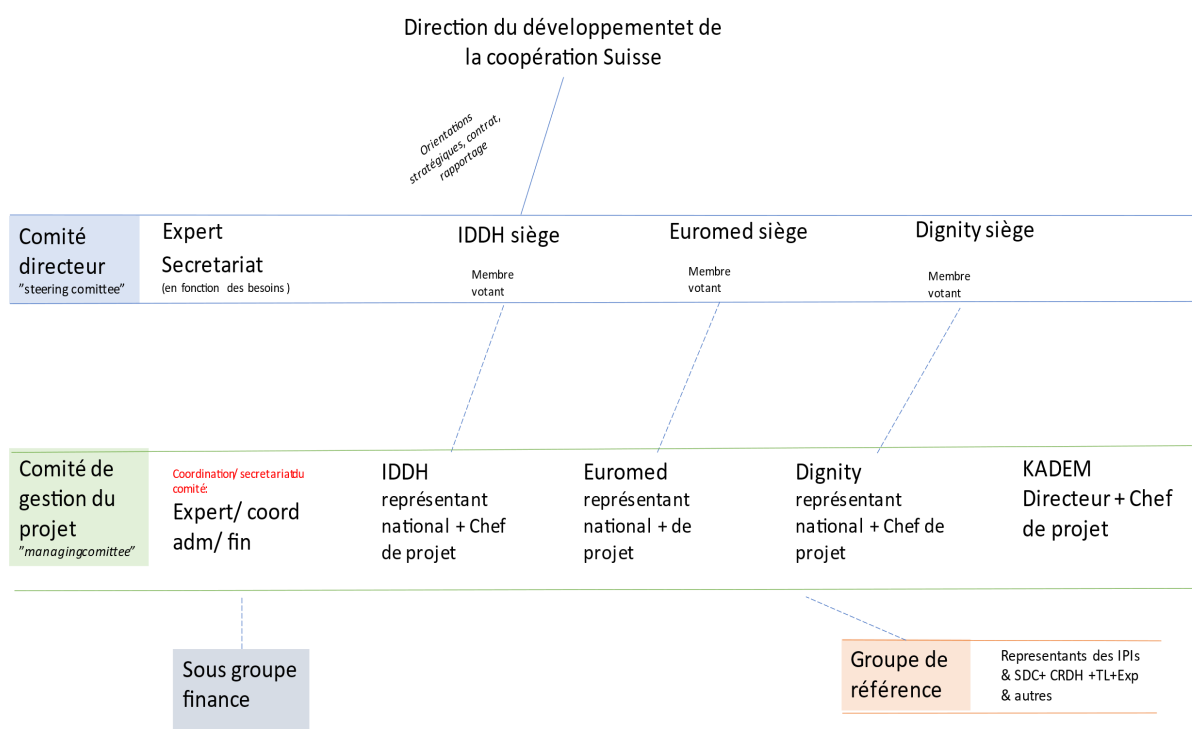 Direction du développementet de
la coopération Suisse
Orientations
stratégiques, contrat,
rapportage
Comité
directeur
”steering comittee”
Expert
Secretariat
(en fonction des besoins )
IDDH siège
Membre
votant
Euromed siège
Membre
votant
Dignity siège
Membre
votant
Comité de
gestion du
projet
”managingcomittee”
Coordination/ secretariatdu
comité:
Expert/ coord
adm/ fin
IDDH
représentant
national + Chef
de projet
Euromed
représentant
national + de
projet
Dignity
représentant
national + Chef de
projet
KADEM
Directeur + Chef
de projet
Sous groupe
finance
Groupe de
référence
Representants des IPIs
& SDC+ CRDH +TL+Exp
& autres